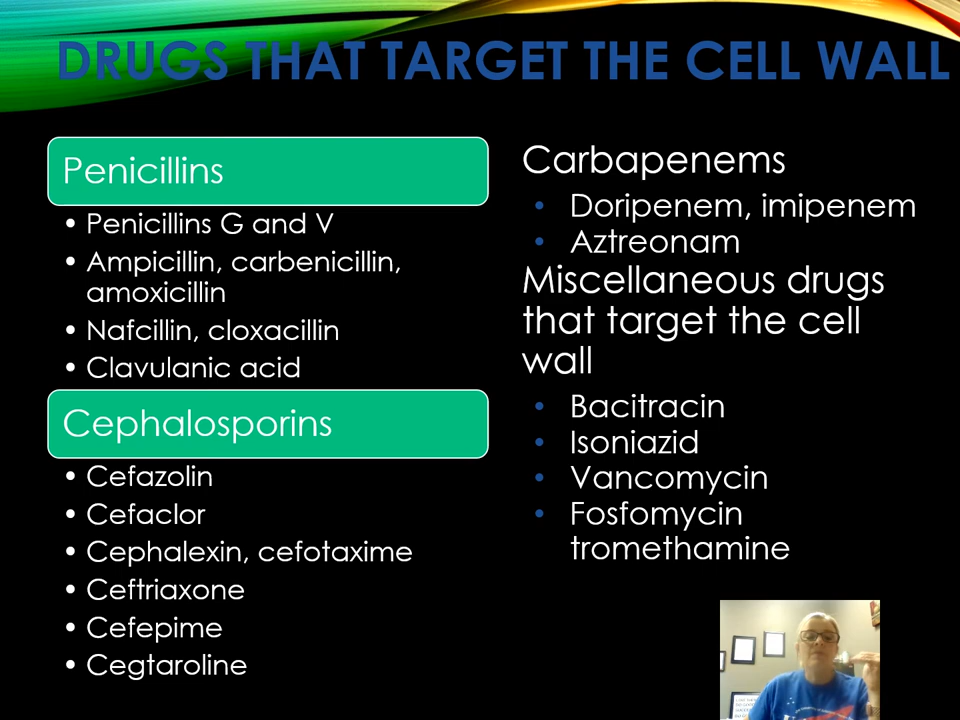 DRUGS THAT TARGET THE CELL WALL
Penicillins
• Penicillins G and V
• Ampicillin, carbenicillin,
amoxicillin
• Nafcillin, cloxacillin
• Clavulanic acid
Cephalosporins
• Cefazolin
• Cefaclor
• Cephalexin, cefotaxime
• Ceftriaxone
• Cefepime
• Cegtaroline
Carbapenems
• Doripenem, imipenem
• Aztreonam
Miscellaneous drugs
that target the cell
wall
• Bacitracin
• Isoniazid
• Vancomycin
• Fosfomycin
tromethamine